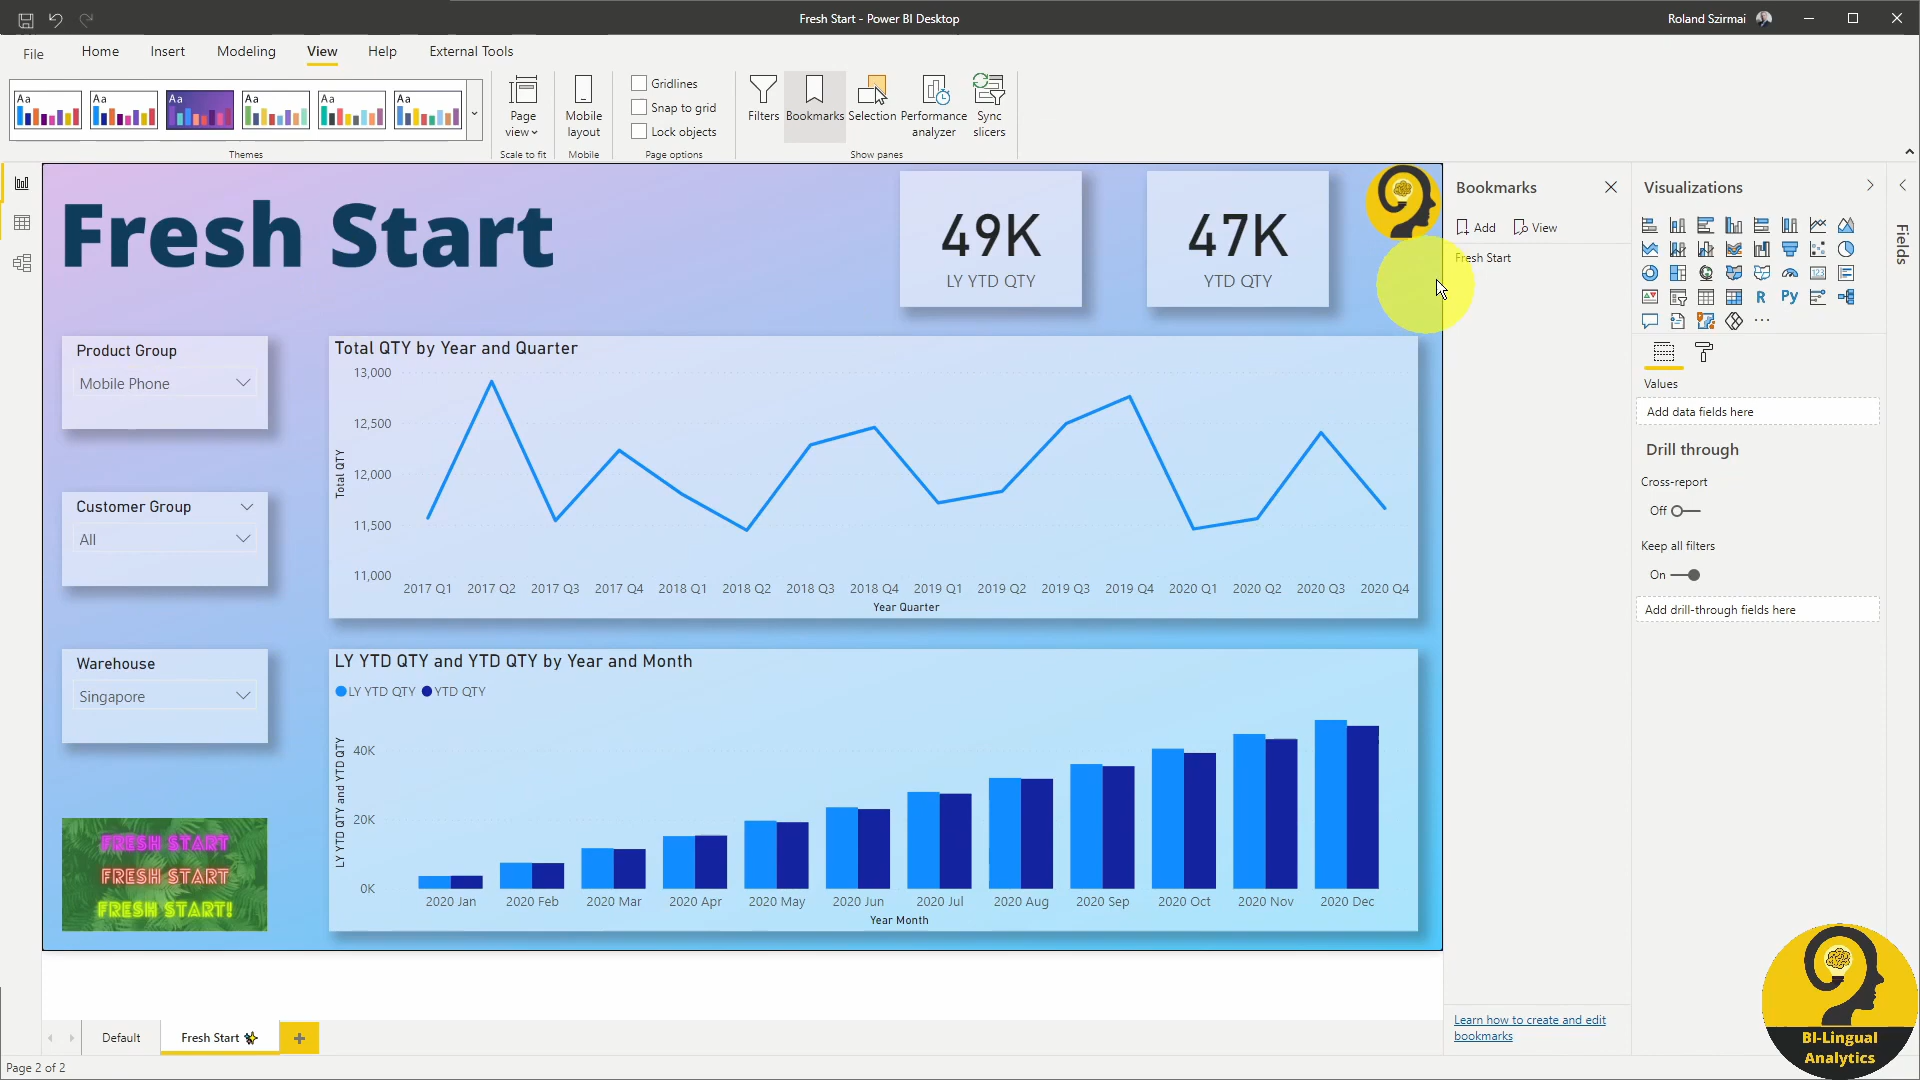 Fresh Start - Power BI Desktop
Roland Szirmai
File
Home
Insert
Modeling
View
Help
External Tools
Aa
Aa
Aa
Aa
Aa
Aa
Themes
Page
view
Scale to fit
Mobile
layout
Mobile
Gridlines
Snap to grid
Lock objects
Page options
Filters
Bookmarks
Selection
Performance
analyzer
Sync
slicers
Show panes
Fresh Start
49K
LY YTD QTY
47K
YTD QTY
Product Group
Mobile Phone
Customer Group
All
Warehouse
Singapore
FRESH START
FRESH START
FRESH START!
Total QTY by Year and Quarter
Total QTY
13,000
12,500
12,000
11,500
11,000
2017 Q1 2017 Q2 2017 Q3 2017 Q4 2018 Q1 2018 Q2 2018 Q3 2018 Q4 2019 Q1 2019 Q2 2019 Q3 2019 Q4 2020 Q1 2020 Q2 2020 Q3 2020 Q4
Year Quarter
LY YTD QTY and YTD QTY by Year and Month
LY YTD QTY YTD QTY
LY YTD QTY and YTD QTY
40K
20K
0K
2020 Jan 2020 Feb 2020 Mar 2020 Apr 2020 May 2020 Jun 2020 Jul 2020 Aug 2020 Sep 2020 Oct 2020 Nov 2020 Dec
Year Month
Bookmarks
Add
View
Fresh Start
Learn how to create and edit
bookmarks
Visualizations
123
R
Py
Values
Add data fields here
Drill through
Cross-report
Off
Keep all filters
On
Add drill-through fields here
Fields
Default
Fresh Start
Page 2 of 2
BI-Lingual
Analytics